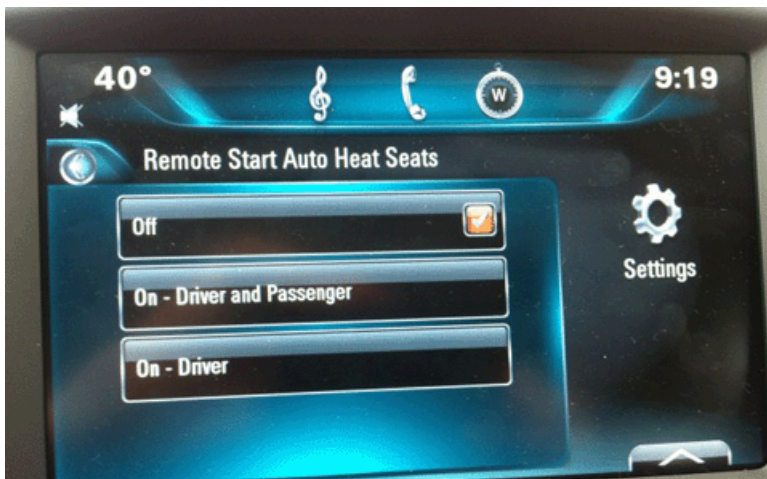 40°
W
9:19
Remote Start Auto Heat Seats
Off
On - Driver and Passenger
On - Driver
Settings